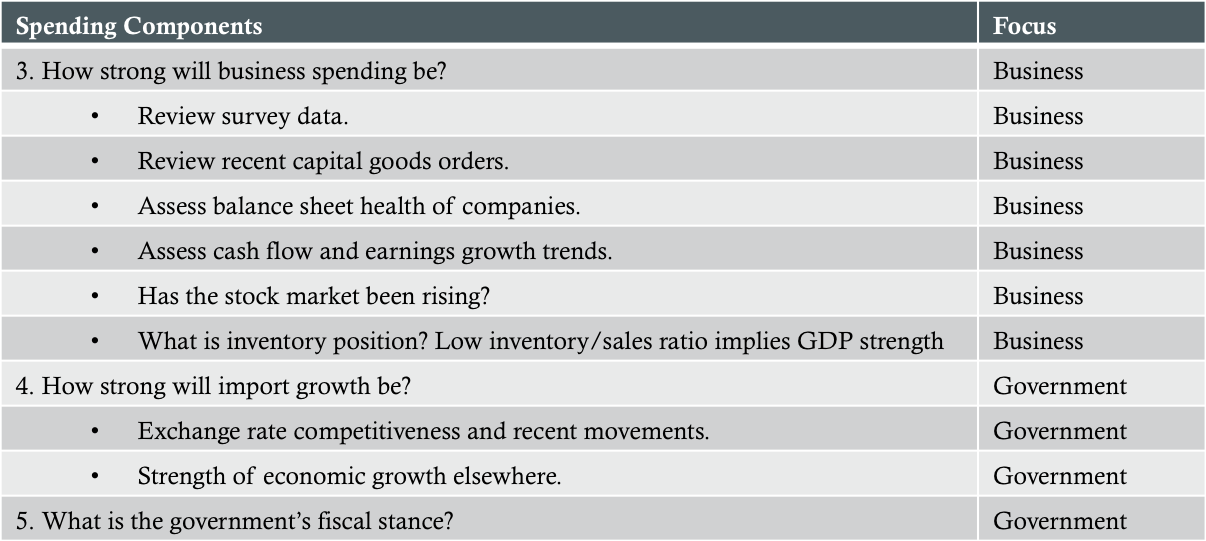 Spending Components Focus
3. How strong will business spending be? Business
• Review survey data. Business
• Review recent capital goods orders. Business
• Assess balance sheet health of companies. Business
• Assess cash flow and earnings growth trends. Business
• Has the stock market been rising? Business
• What is inventory position? Low inventory/sales ratio implies GDP strength Business
4. How strong will import growth be? Government
• Exchange rate competitiveness and recent movements. Government
• Strength of economic growth elsewhere. Government
5. What is the government’s fiscal stance? Government